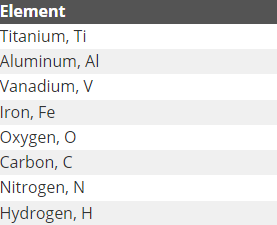 Element
Titanium, Ti
Aluminum, Al
Vanadium, V
Iron, Fe
Oxygen, O
Carbon, C
Nitrogen, N
Hydrogen, H